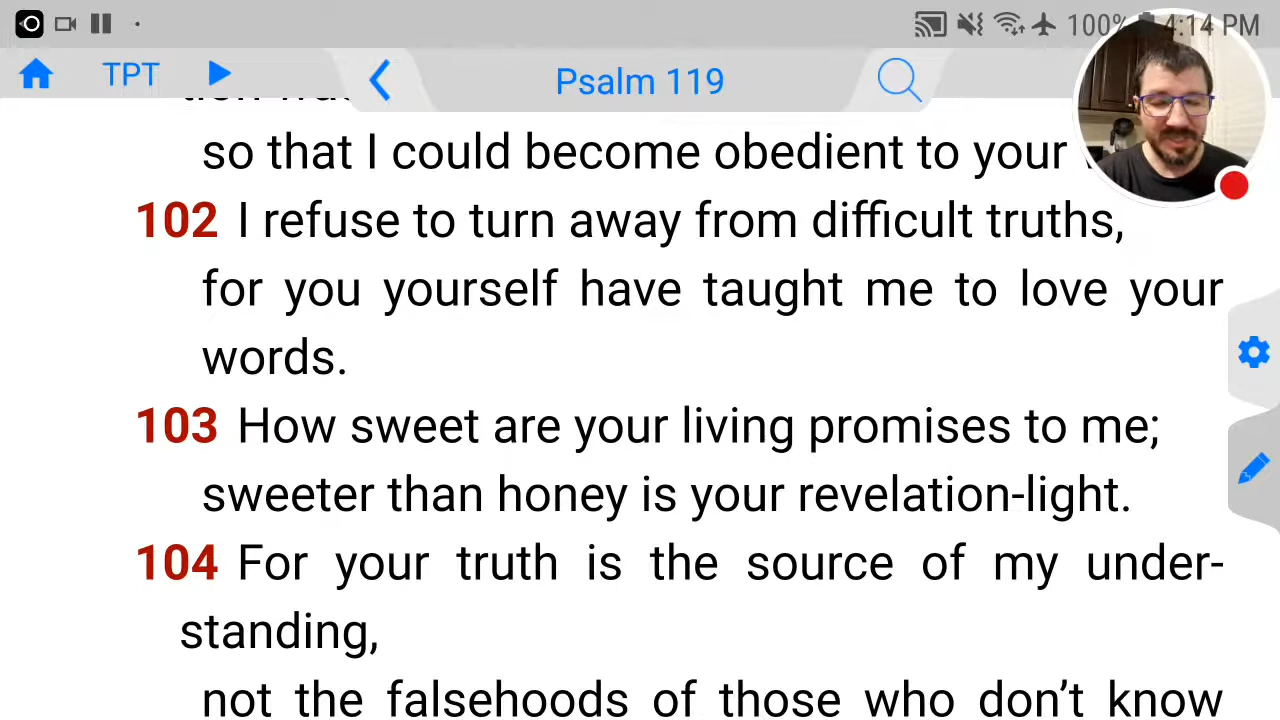 100% 4:14 PM
TPT
Psalm 119
so that I could become obedient to your
102 I refuse to turn away from difficult truths,
for you yourself have taught me to love your
words.
103 How sweet are your living promises to me;
sweeter than honey is your revelation-light.
104 For your truth is the source of my under-
standing,
not the falsehoods of those who don’t know